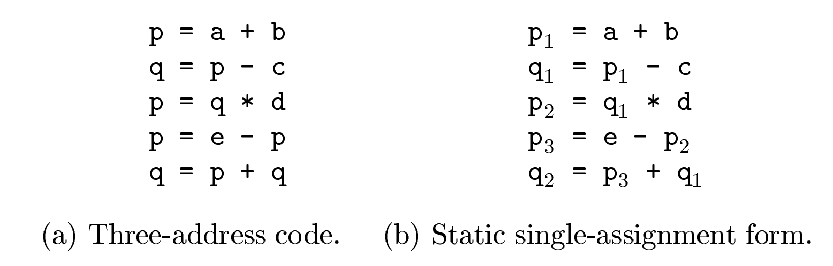 p = a + b
q = p - c
p = q * d
p = e - p
q = p + q
(a) Three-address code.
p₁ = a + b
q₁ = p₁ - c
p₂ = q₁ * d
p₃ = e - p₂
q₂ = p₃ + q₁
(b) Static single-assignment form.